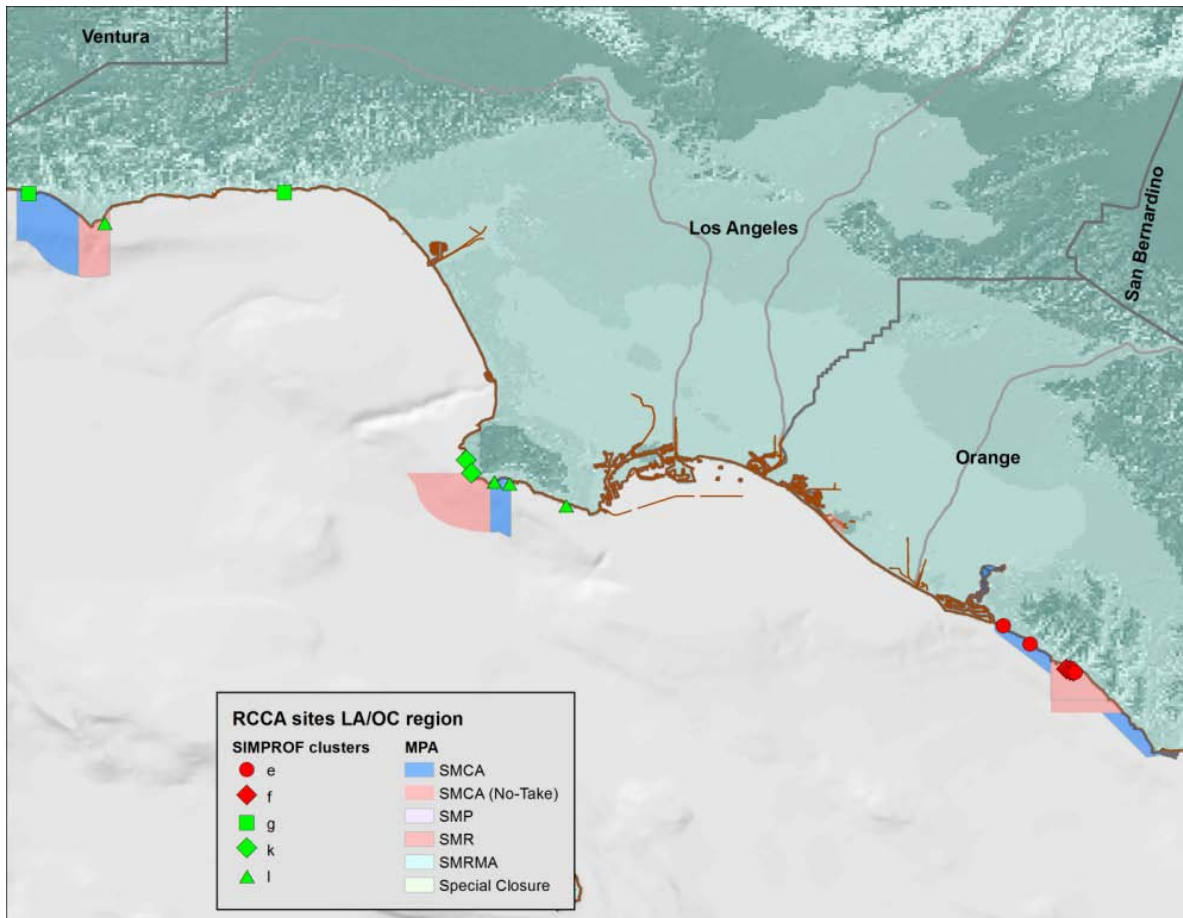 Ventura
Los Angeles
San Bernardino
Orange
RCCA sites LA/OC region
SIMPROF clusters
e
f
g
k
l
MPA
SMCA
SMCA (No-Take)
SMP
SMR
SMRMA
Special Closure